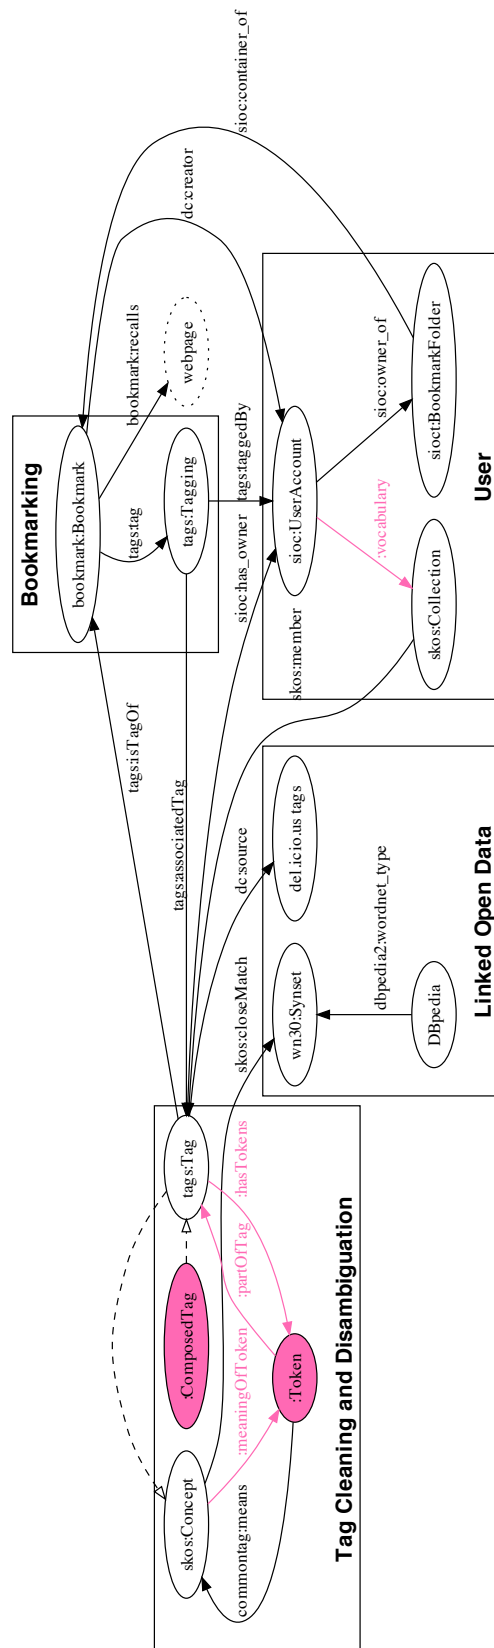 Bookmarking
bookmark:Bookmark
tags:tag
bookmark:recalls
webpage
tags:Tagging
dc:creator
sioc:container_of
tags:isTagOf
tags:associatedTag
sioc:has_owner
tags:taggedBy
sioc:UserAccount
skos:member
:vocabulary
sioc:owner_of
skos:Collection
sioct:BookmarkFolder
User
dc:source
skos:closeMatch
del.icio.us tags
wn30:Synset
dbpedia2:wordnet_type
DBpedia
Linked Open Data
tags:Tag
:ComposedTag
skos:Concept
:hasTokens
:partOfTag
:meaningOfToken
commontag:means
:Token
Tag Cleaning and Disambiguation